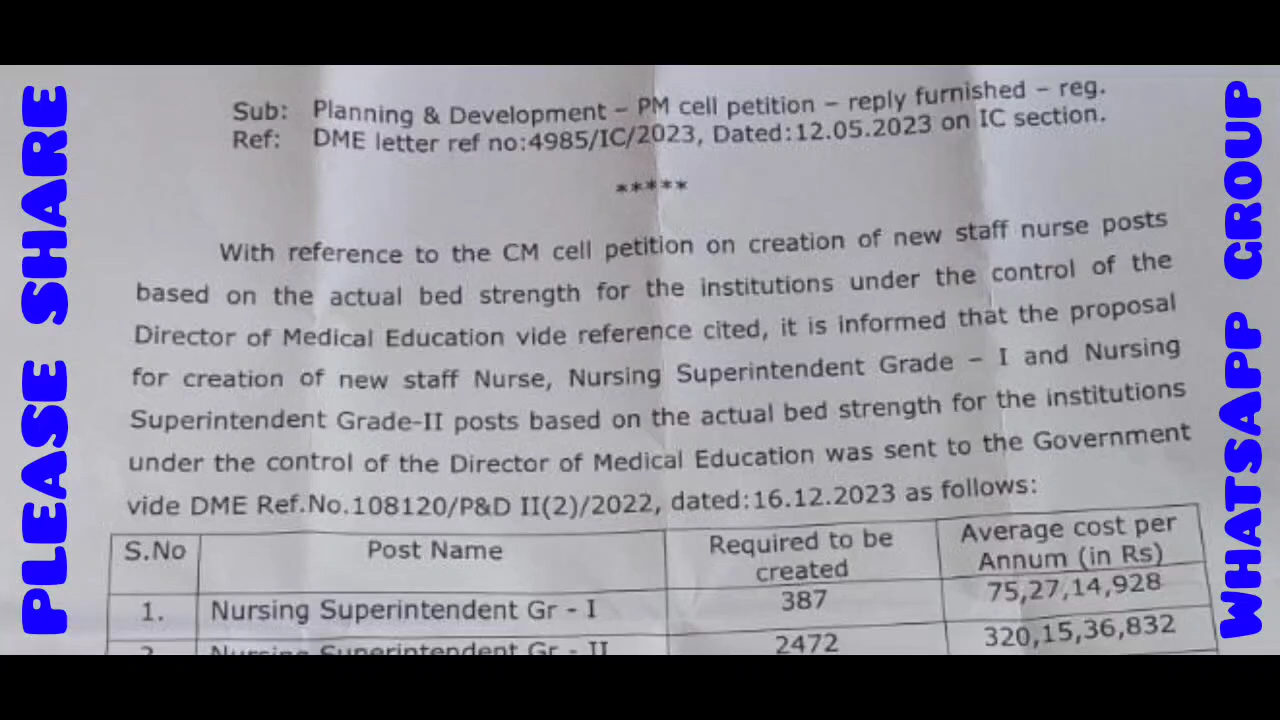 PLEASE SHARE
Sub: Planning & Development – PM cell petition – reply furnished – reg.
Ref: DME letter ref no:4985/IC/2023, Dated:12.05.2023 on IC section.
*****
With reference to the CM cell petition on creation of new staff nurse posts
based on the actual bed strength for the institutions under the control of the
Director of Medical Education vide reference cited, it is informed that the proposal
for creation of new staff Nurse, Nursing Superintendent Grade – I and Nursing
Superintendent Grade-II posts based on the actual bed strength for the institutions
under the control of the Director of Medical Education was sent to the Government
vide DME Ref.No.108120/P&D II(2)/2022, dated:16.12.2023 as follows:
S.No Post Name Required to be created Average cost per Annum (in Rs)
1. Nursing Superintendent Gr - I 387 75,27,14,928
2. Nursing Superintendent Gr - II 2472 320,15,36,832
WHATSAPP GROUP